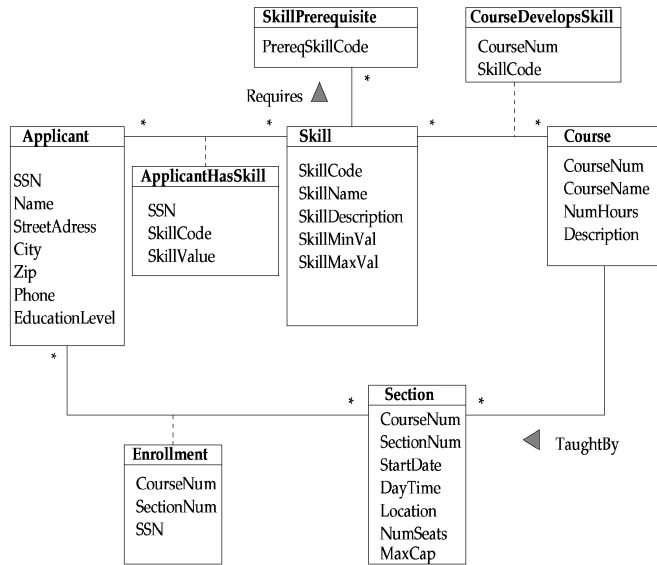 SkillPrerequisite
PrereqSkillCode
*
Requires
CourseDevelopsSkill
CourseNum
SkillCode
Applicant
SSN
Name
StreetAdress
City
Zip
Phone
EducationLevel
*
*
ApplicantHasSkill
SSN
SkillCode
SkillValue
Skill
SkillCode
SkillName
SkillDescription
SkillMinVal
SkillMaxVal
*
*
Course
CourseNum
CourseName
NumHours
Description
*
*
Enrollment
CourseNum
SectionNum
SSN
Section
CourseNum
SectionNum
StartDate
DayTime
Location
NumSeats
MaxCap
*
TaughtBy